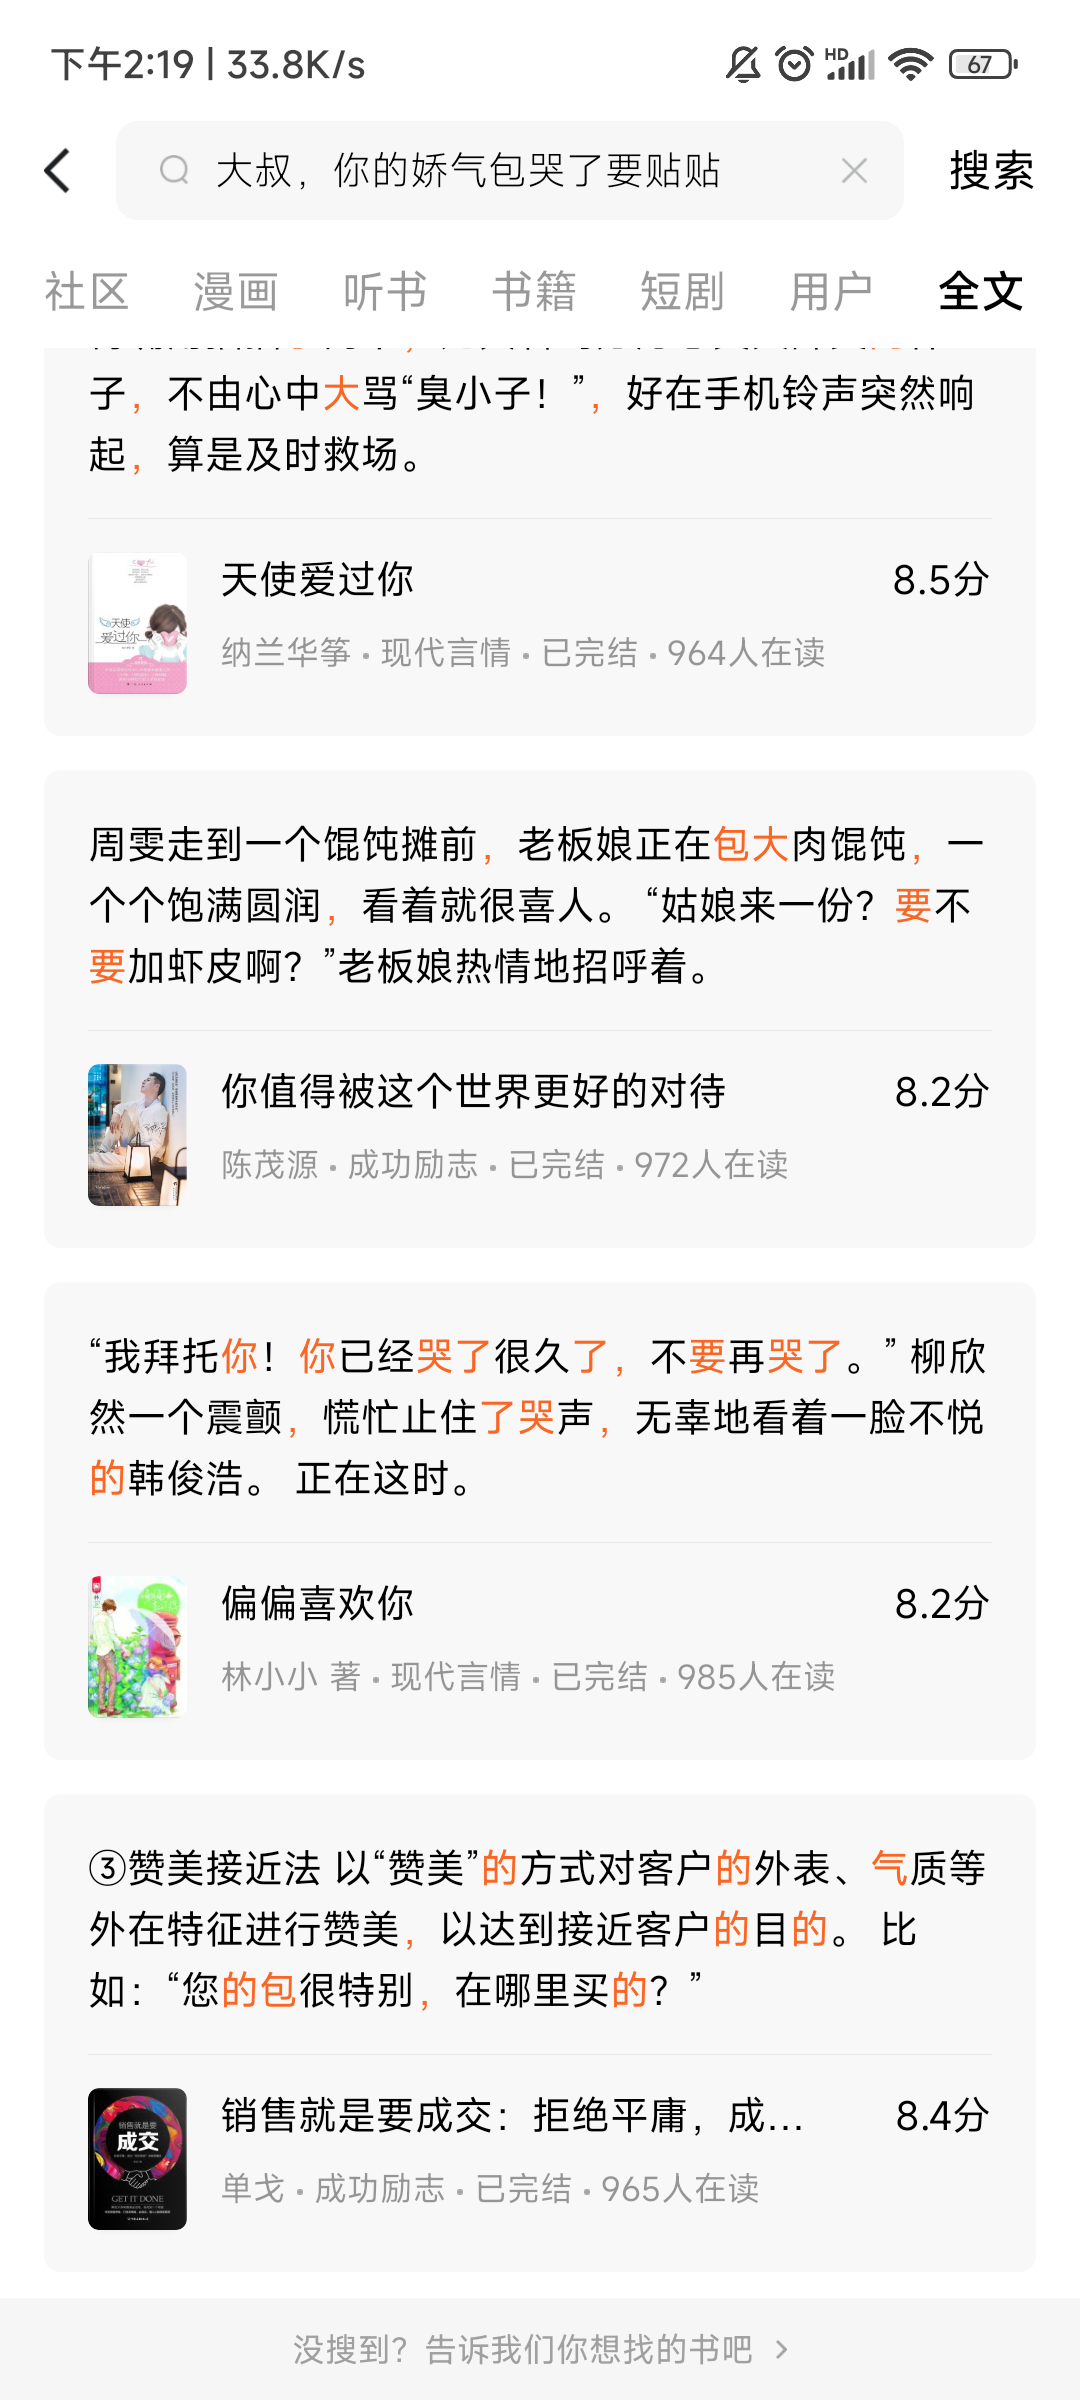 下午2:19 | 33.8K/s
HD
67
大叔，你的娇气包哭了要贴贴
搜索
社区 漫画 听书 书籍 短剧 用户 全文
子，不由心中大骂“臭小子！”，好在手机铃声突然响
起，算是及时救场。
天使爱过你
8.5分
纳兰华筝 · 现代言情 · 已完结 · 964人在读
天使
爱过你
周雯走到一个馄饨摊前，老板娘正在包大肉馄饨，一
个个饱满圆润，看着就很喜人。“姑娘来一份？要不
要加虾皮啊？”老板娘热情地招呼着。
你值得被这个世界更好的对待
8.2分
陈茂源 · 成功励志 · 已完结 · 972人在读
“我拜托你！你已经哭了很久了，不要再哭了。” 柳欣
然一个震颤，慌忙止住了哭声，无辜地看着一脸不悦
的韩俊浩。 正在这时。
偏偏喜欢你
8.2分
林小小 著 · 现代言情 · 已完结 · 985人在读
③赞美接近法 以“赞美”的方式对客户的外表、气质等
外在特征进行赞美，以达到接近客户的目的。 比
如：“您的包很特别，在哪里买的？”
销售就是要成交：拒绝平庸，成...
8.4分
单戈 · 成功励志 · 已完结 · 965人在读
销售就是要
成交
GET IT DONE
没搜到？告诉我们你想找的书吧 >